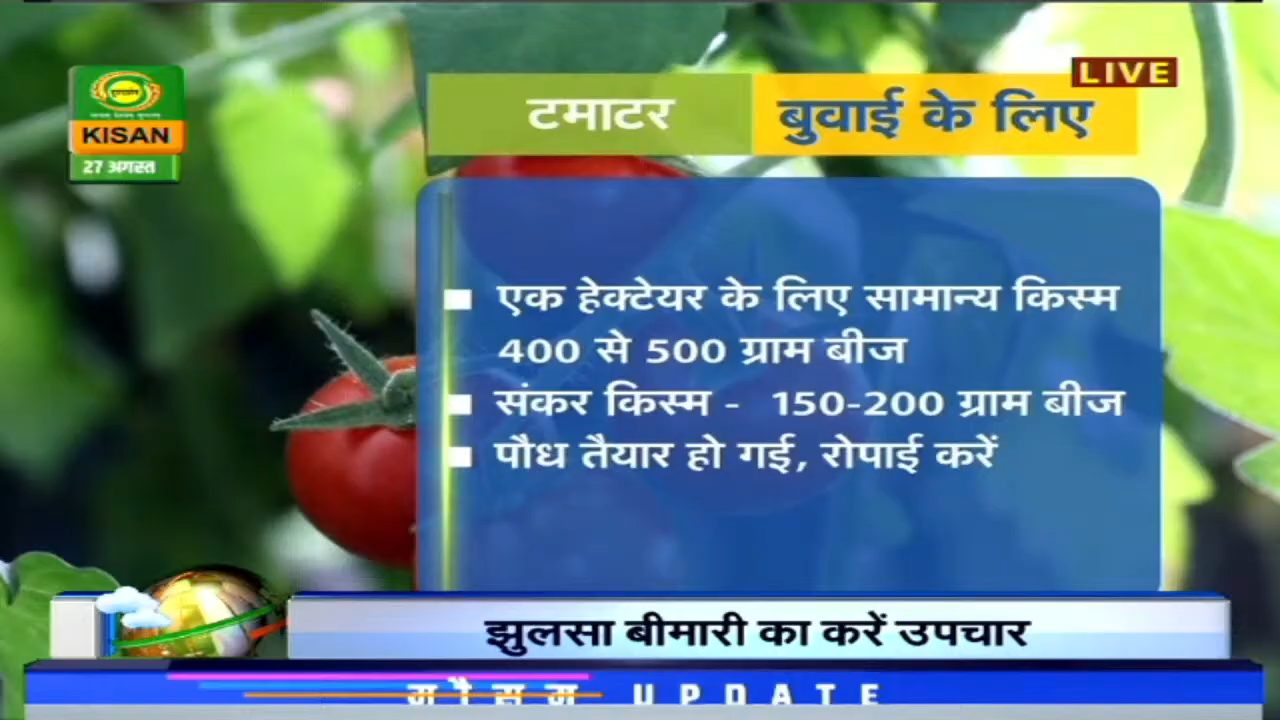 LIVE
टमाटर बुवाई के लिए
KISAN
27 अगस्त
एक हेक्टेयर के लिए सामान्य किस्म
400 से 500 ग्राम बीज
संकर किस्म - 150-200 ग्राम बीज
पौध तैयार हो गई, रोपाई करें
झुलसा बीमारी का करें उपचार
मौसम UPDATE